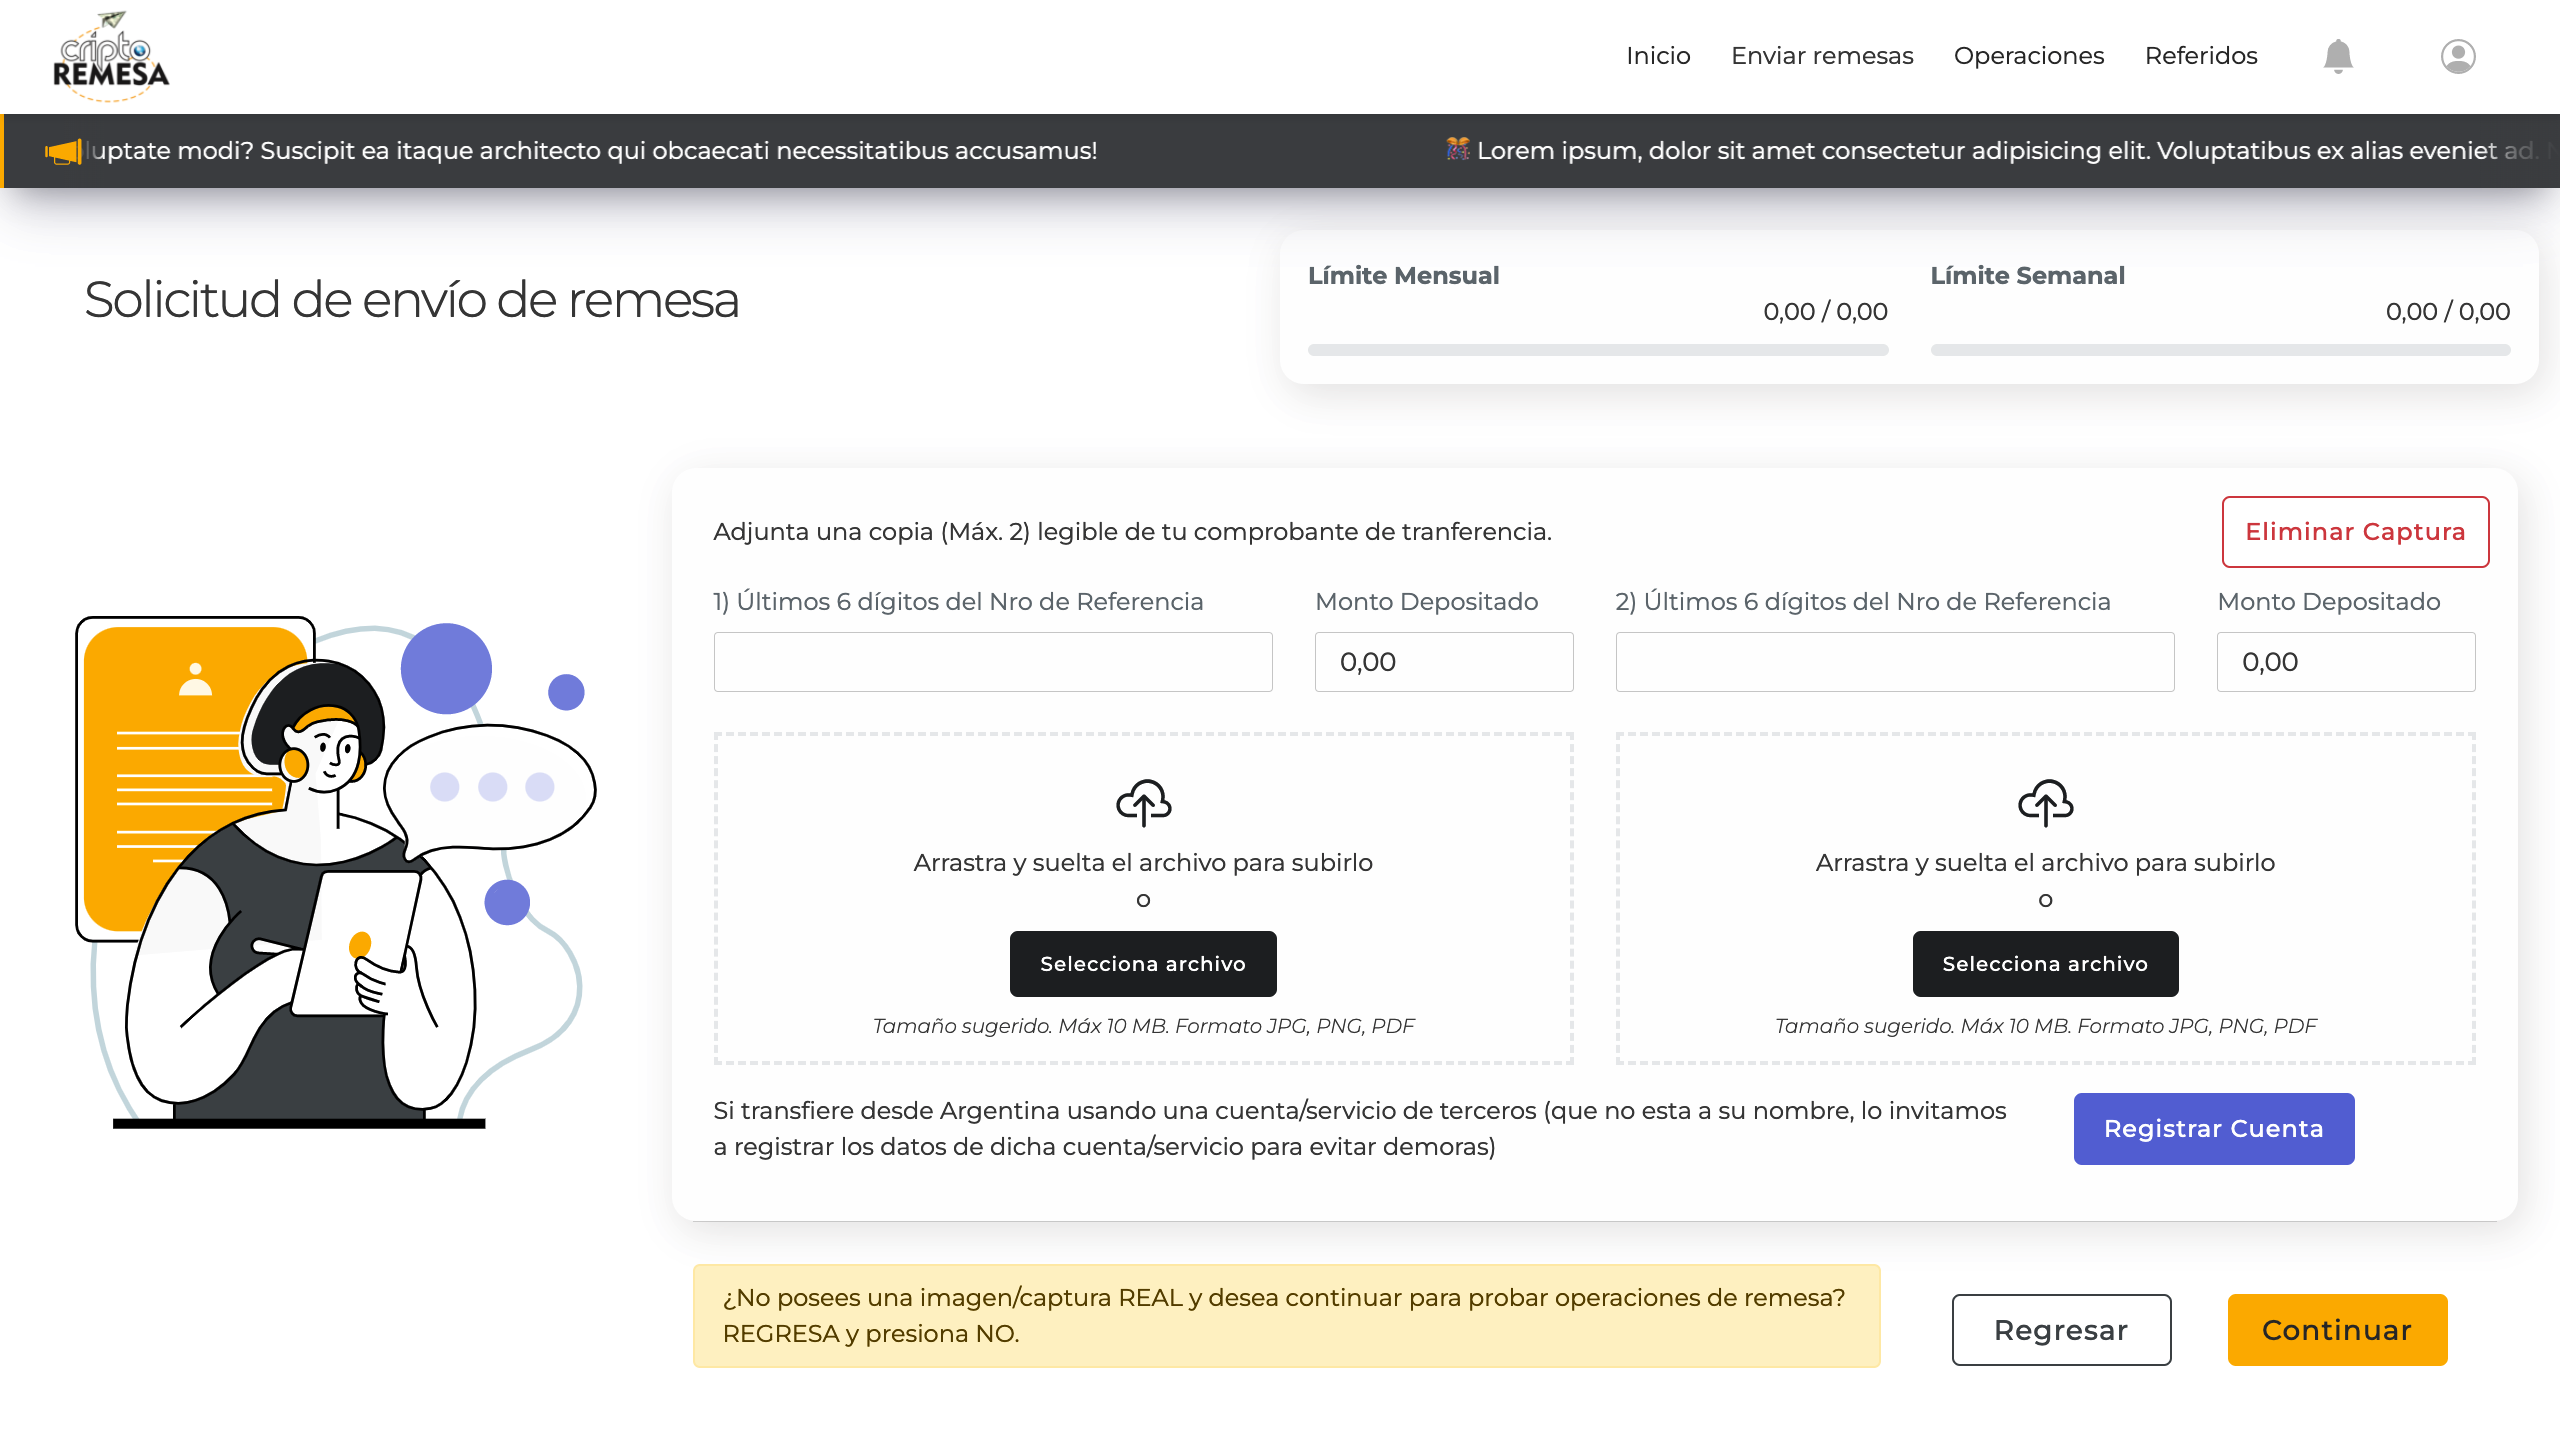 cripto
REMESA
Inicio
Enviar remesas
Operaciones
Referidos
luptate modi? Suscipit ea itaque architecto qui obcaecati necessitatibus accusamus!
Lorem ipsum, dolor sit amet consectetur adipisicing elit. Voluptatibus ex alias eveniet ad.
Solicitud de envío de remesa
Límite Mensual
0,00 / 0,00
Límite Semanal
0,00 / 0,00
Adjunta una copia (Máx. 2) legible de tu comprobante de tranferencia.
Eliminar Captura
1) Últimos 6 dígitos del Nro de Referencia
Monto Depositado
2) Últimos 6 dígitos del Nro de Referencia
Monto Depositado
0,00
0,00
Arrastra y suelta el archivo para subirlo
o
Selecciona archivo
Tamaño sugerido. Máx 10 MB. Formato JPG, PNG, PDF
Arrastra y suelta el archivo para subirlo
o
Selecciona archivo
Tamaño sugerido. Máx 10 MB. Formato JPG, PNG, PDF
Si transfiere desde Argentina usando una cuenta/servicio de terceros (que no esta a su nombre, lo invitamos
a registrar los datos de dicha cuenta/servicio para evitar demoras)
Registrar Cuenta
¿No posees una imagen/captura REAL y desea continuar para probar operaciones de remesa?
REGRESA y presiona NO.
Regresar
Continuar